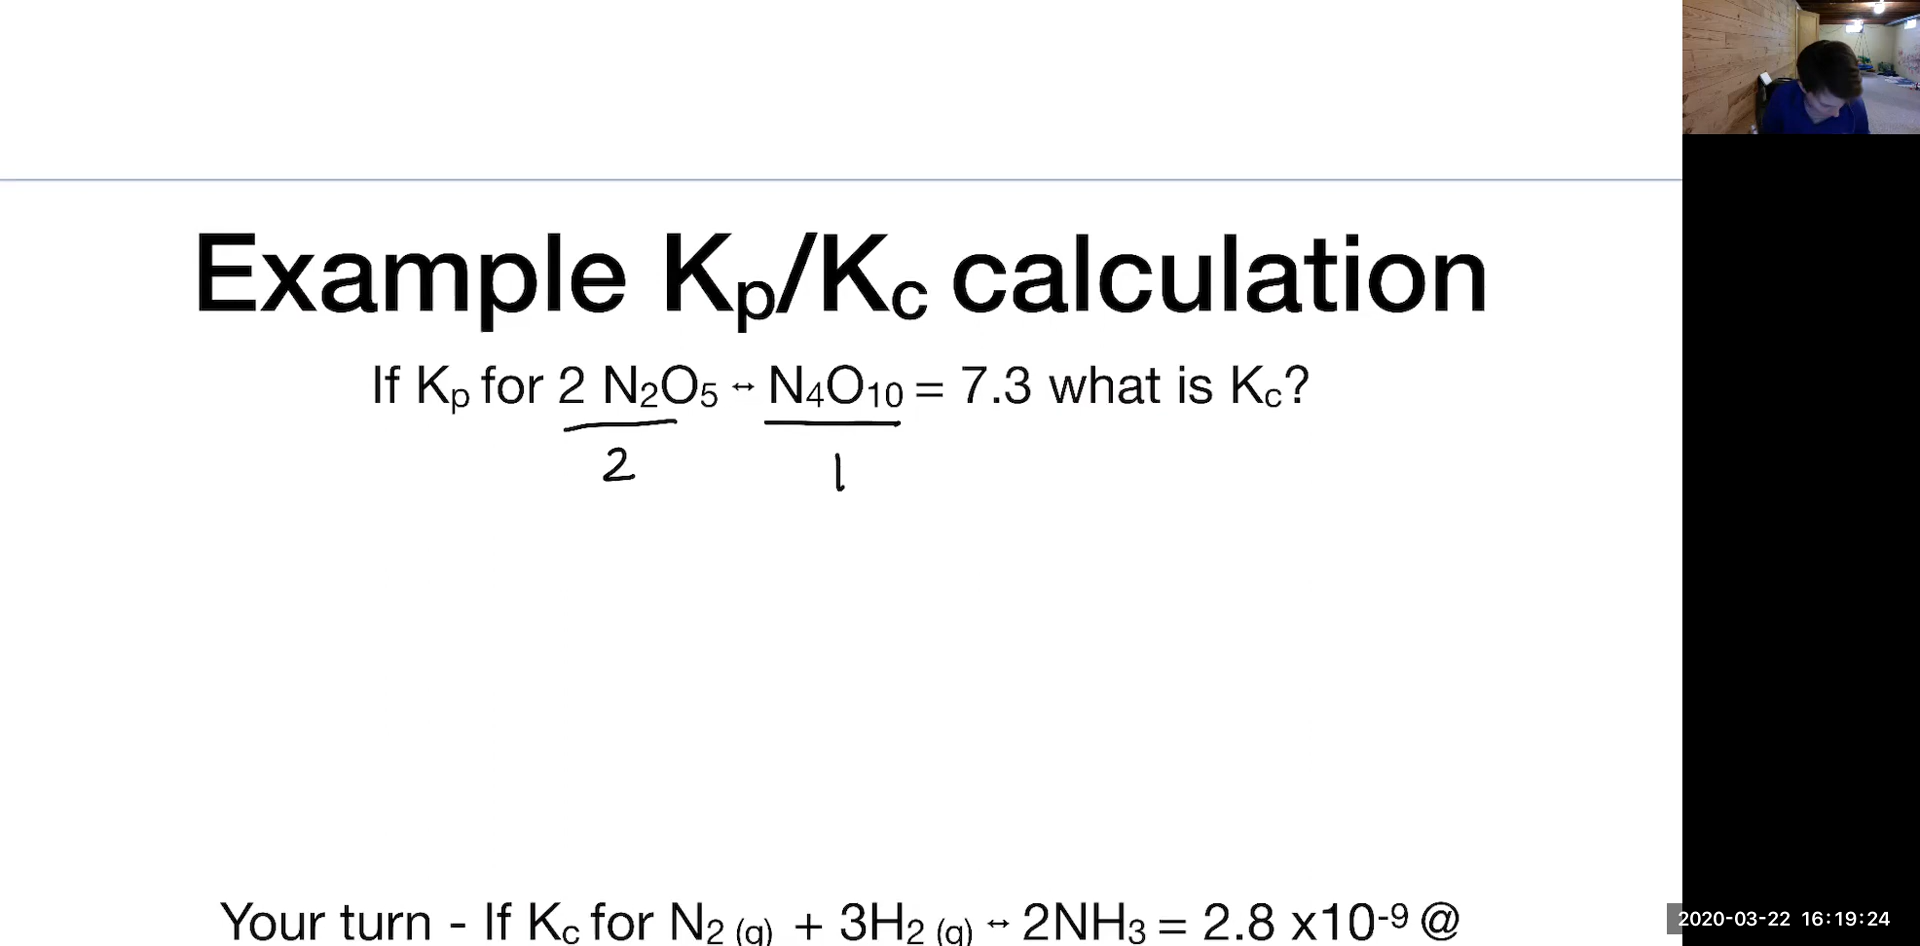 Example Kp/Kc calculation
If Kp for 2 N2O5 ↔ N4O10 = 7.3 what is Kc?
2 1
Your turn - If Kc for N2 (g) + 3H2 (g) ↔ 2NH3 = 2.8 x10-9 @
2020-03-22 16:19:24